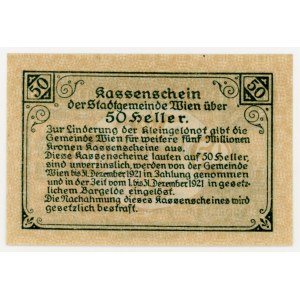 50 50
Kassenschein
der Stadtgemeinde Wien über
50 Heller.
Zur Linderung der Kleingeldnot gibt die
Gemeinde Wien für weitere fünf Millionen
Kronen Kassenscheine aus.
Diese Kassenscheine lauten auf 50 Heller,
sind unverzinslich, werden von der Gemeinde
Wien bis 31. Dezember 1921 in Zahlung genommen
und in der Zeit vom 1. bis 31. Dezember 1921 in gesetz-
lichem Bargelde eingelöst.
Die Nachahmung dieses Kassenscheines wird
gesetzlich bestraft.